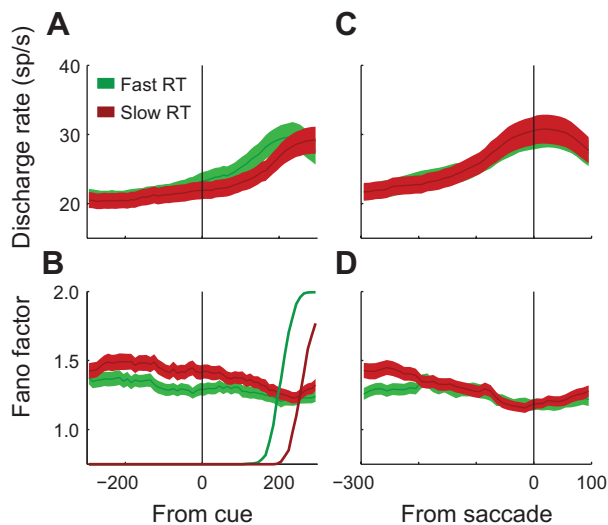 A
C
Discharge rate (sp/s)
40
30
20
Fast RT
Slow RT
B
D
Fano factor
2.0
1.5
1.0
−200
0
200
−300
0
100
From cue
From saccade